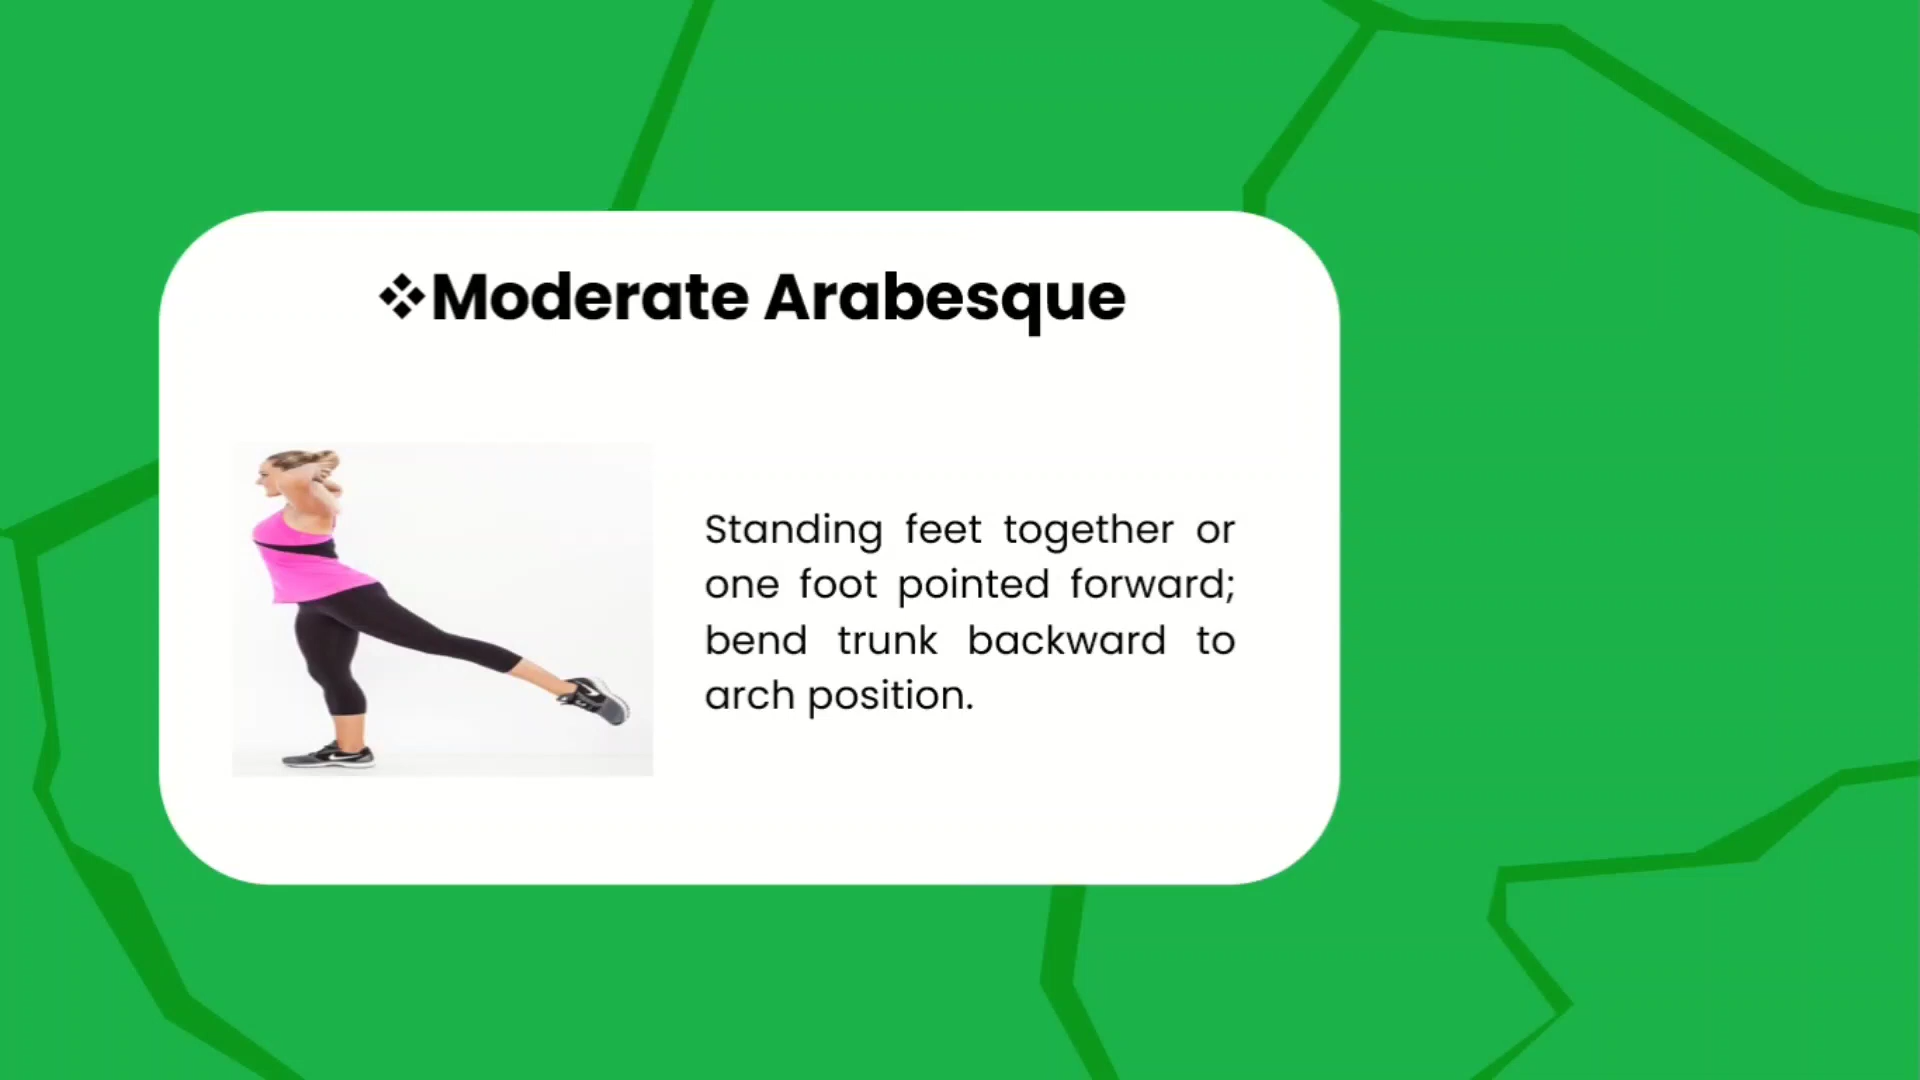 ❖Moderate Arabesque
Standing feet together or
one foot pointed forward;
bend trunk backward to
arch position.